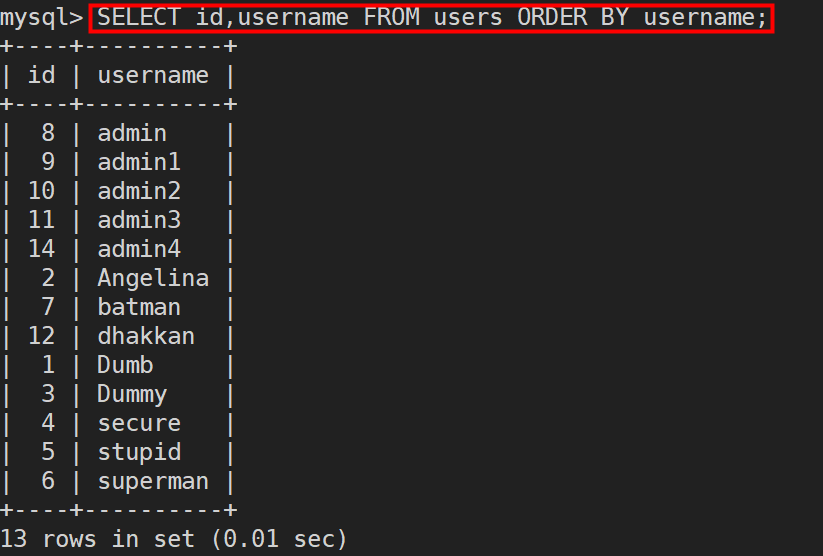 mysql> SELECT id,username FROM users ORDER BY username;
+----+----------+
| id | username |
+----+----------+
|  8 | admin    |
|  9 | admin1   |
| 10 | admin2   |
| 11 | admin3   |
| 14 | admin4   |
|  2 | Angelina |
|  7 | batman   |
| 12 | dhakkan  |
|  1 | Dumb     |
|  3 | Dummy    |
|  4 | secure   |
|  5 | stupid   |
|  6 | superman |
+----+----------+
13 rows in set (0.01 sec)